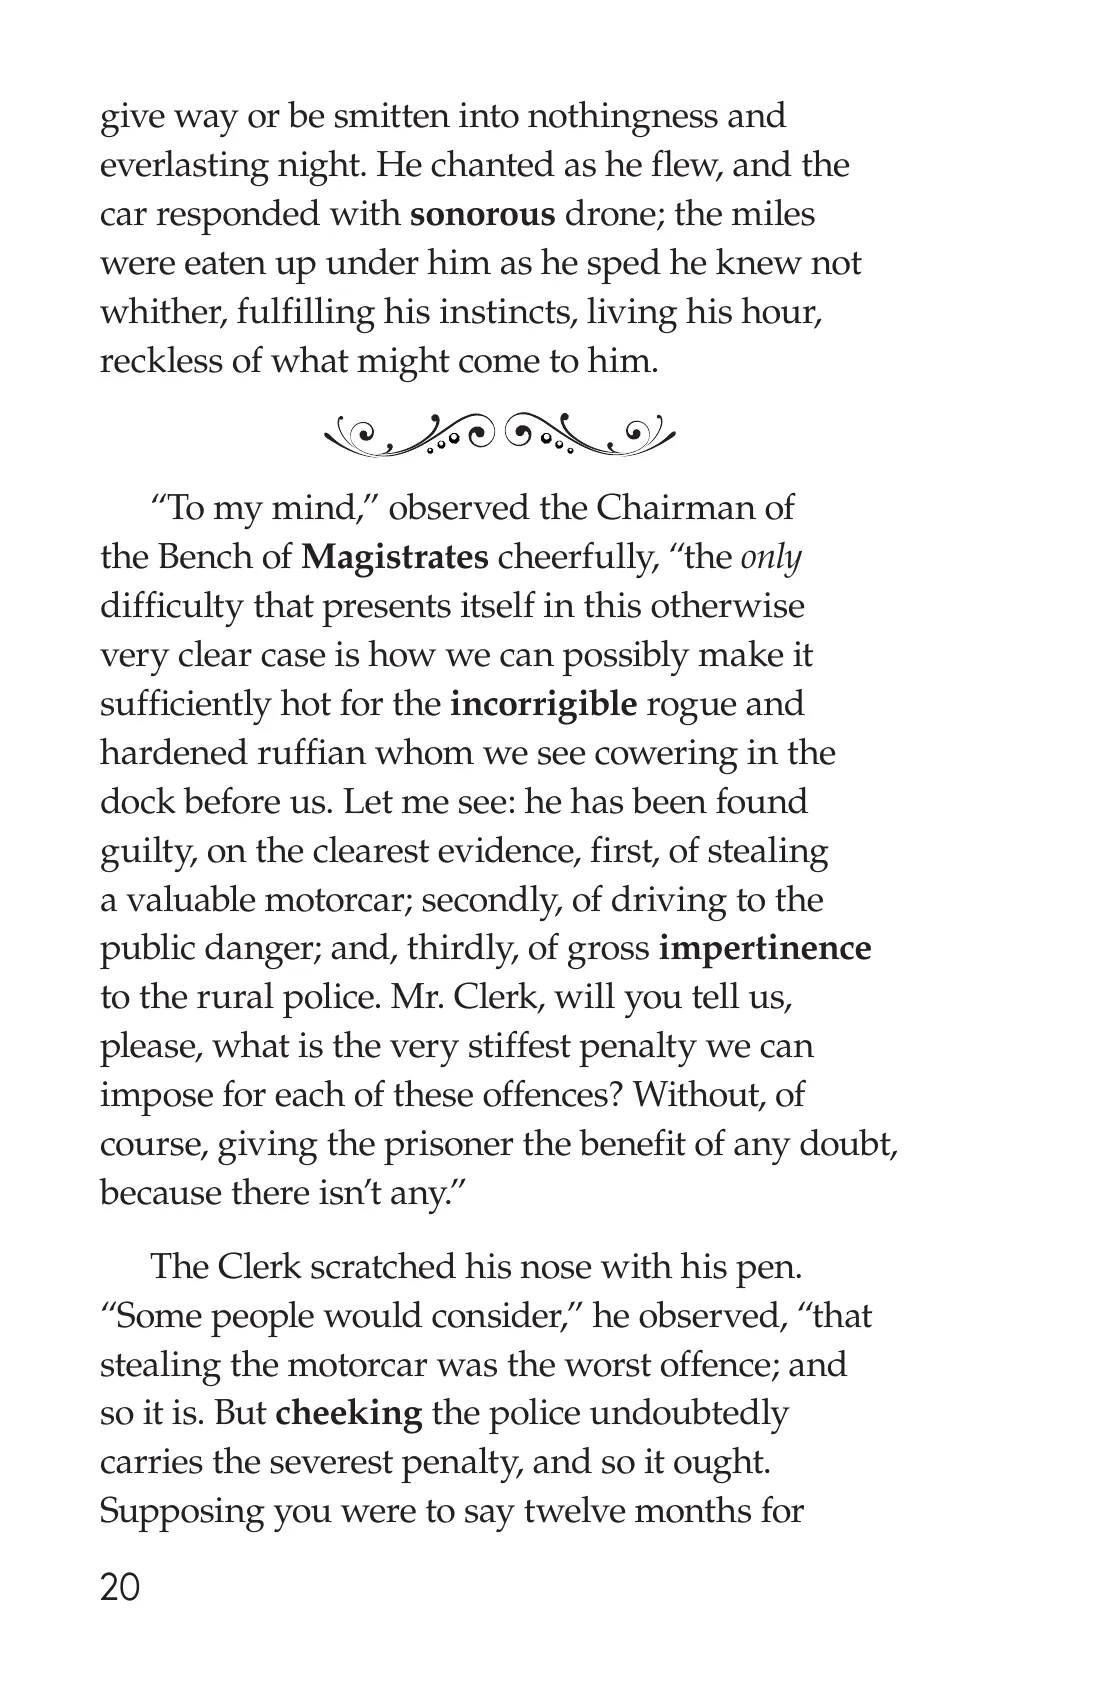 give way or be smitten into nothingness and
everlasting night. He chanted as he flew, and the
car responded with sonorous drone; the miles
were eaten up under him as he sped he knew not
whither, fulfilling his instincts, living his hour,
reckless of what might come to him.
“To my mind,” observed the Chairman of
the Bench of Magistrates cheerfully, “the only
difficulty that presents itself in this otherwise
very clear case is how we can possibly make it
sufficiently hot for the incorrigible rogue and
hardened ruffian whom we see cowering in the
dock before us. Let me see: he has been found
guilty, on the clearest evidence, first, of stealing
a valuable motorcar; secondly, of driving to the
public danger; and, thirdly, of gross impertinence
to the rural police. Mr. Clerk, will you tell us,
please, what is the very stiffest penalty we can
impose for each of these offences? Without, of
course, giving the prisoner the benefit of any doubt,
because there isn’t any.”
The Clerk scratched his nose with his pen.
“Some people would consider,” he observed, “that
stealing the motorcar was the worst offence; and
so it is. But cheeking the police undoubtedly
carries the severest penalty, and so it ought.
Supposing you were to say twelve months for
20